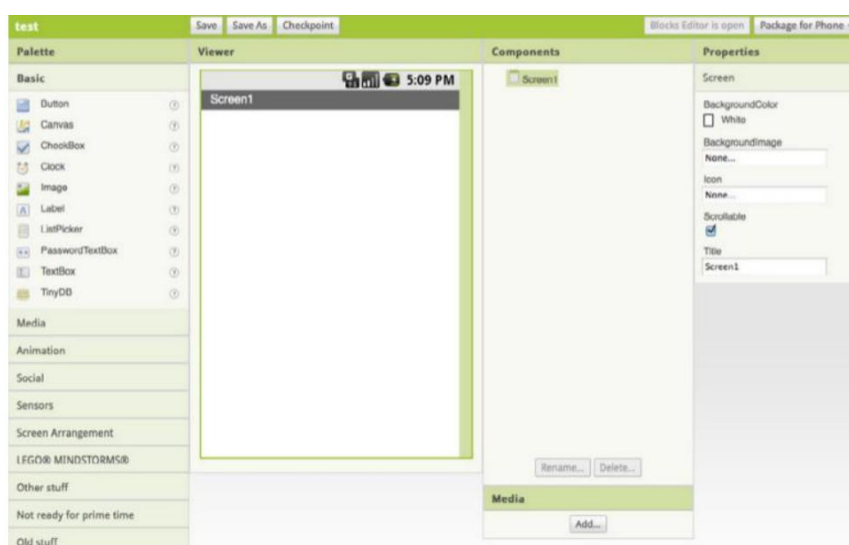 test
Save
Save As
Checkpoint
Blocks Editor is open
Package for Phone
Palette
Basic
Button
Canvas
CheckBox
Clock
Image
Label
ListPicker
PasswordTextBox
TextBox
TinyDB
Media
Animation
Social
Sensors
Screen Arrangement
LEGO® MINDSTORMS®
Other stuff
Not ready for prime time
Old stuff
Viewer
5:09 PM
Screen1
Components
Screen1
Rename...
Delete...
Media
Add...
Properties
Screen
BackgroundColor
White
BackgroundImage
None...
Icon
None...
Scrollable
Title
Screen1